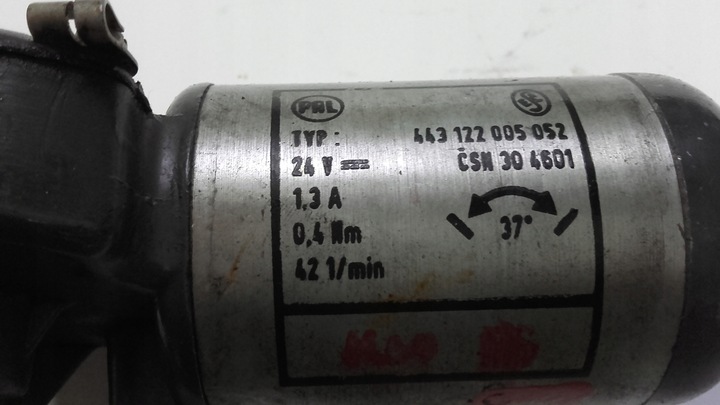 PAL
TYP : 443 122 005 052
24 V ⎓ ČSN 30 4601
1,3 A
0,4 Nm 37°
42 1/min